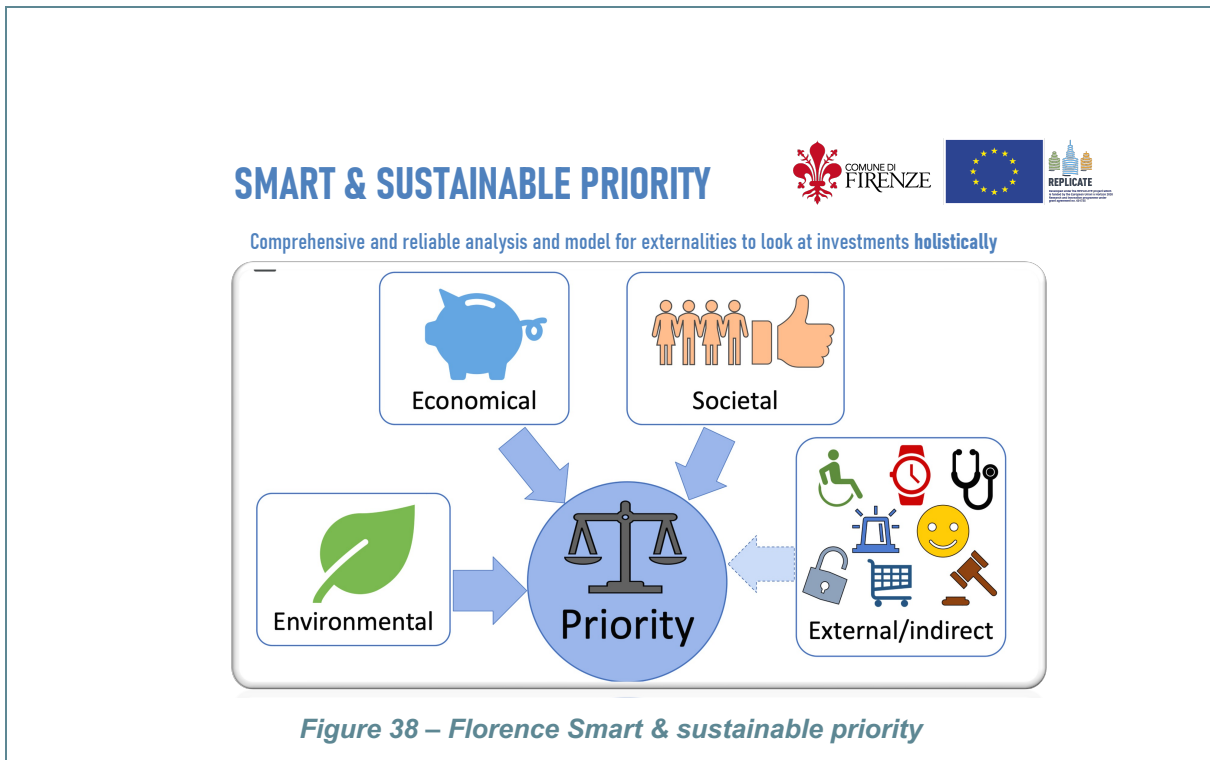 SMART & SUSTAINABLE PRIORITY
COMUNE DI
FIRENZE
REPLICATE
Comprehensive and reliable analysis and model for externalities to look at investments holistically
Economical
Societal
Environmental
Priority
External/indirect
Figure 38 – Florence Smart & sustainable priority